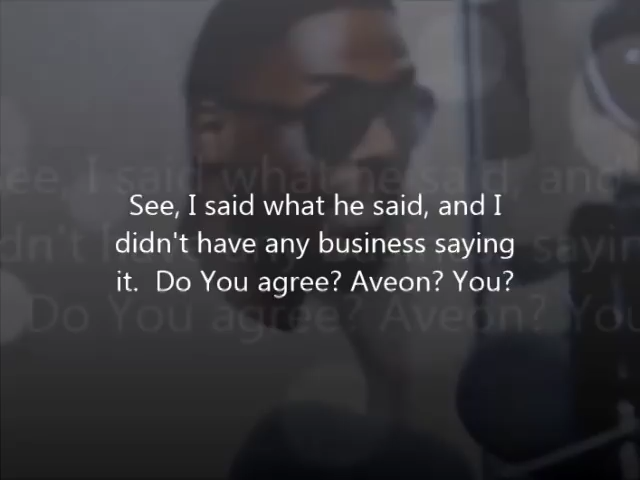 See, I said what he said, and I
didn't have any business saying
it.  Do You agree? Aveon? You?